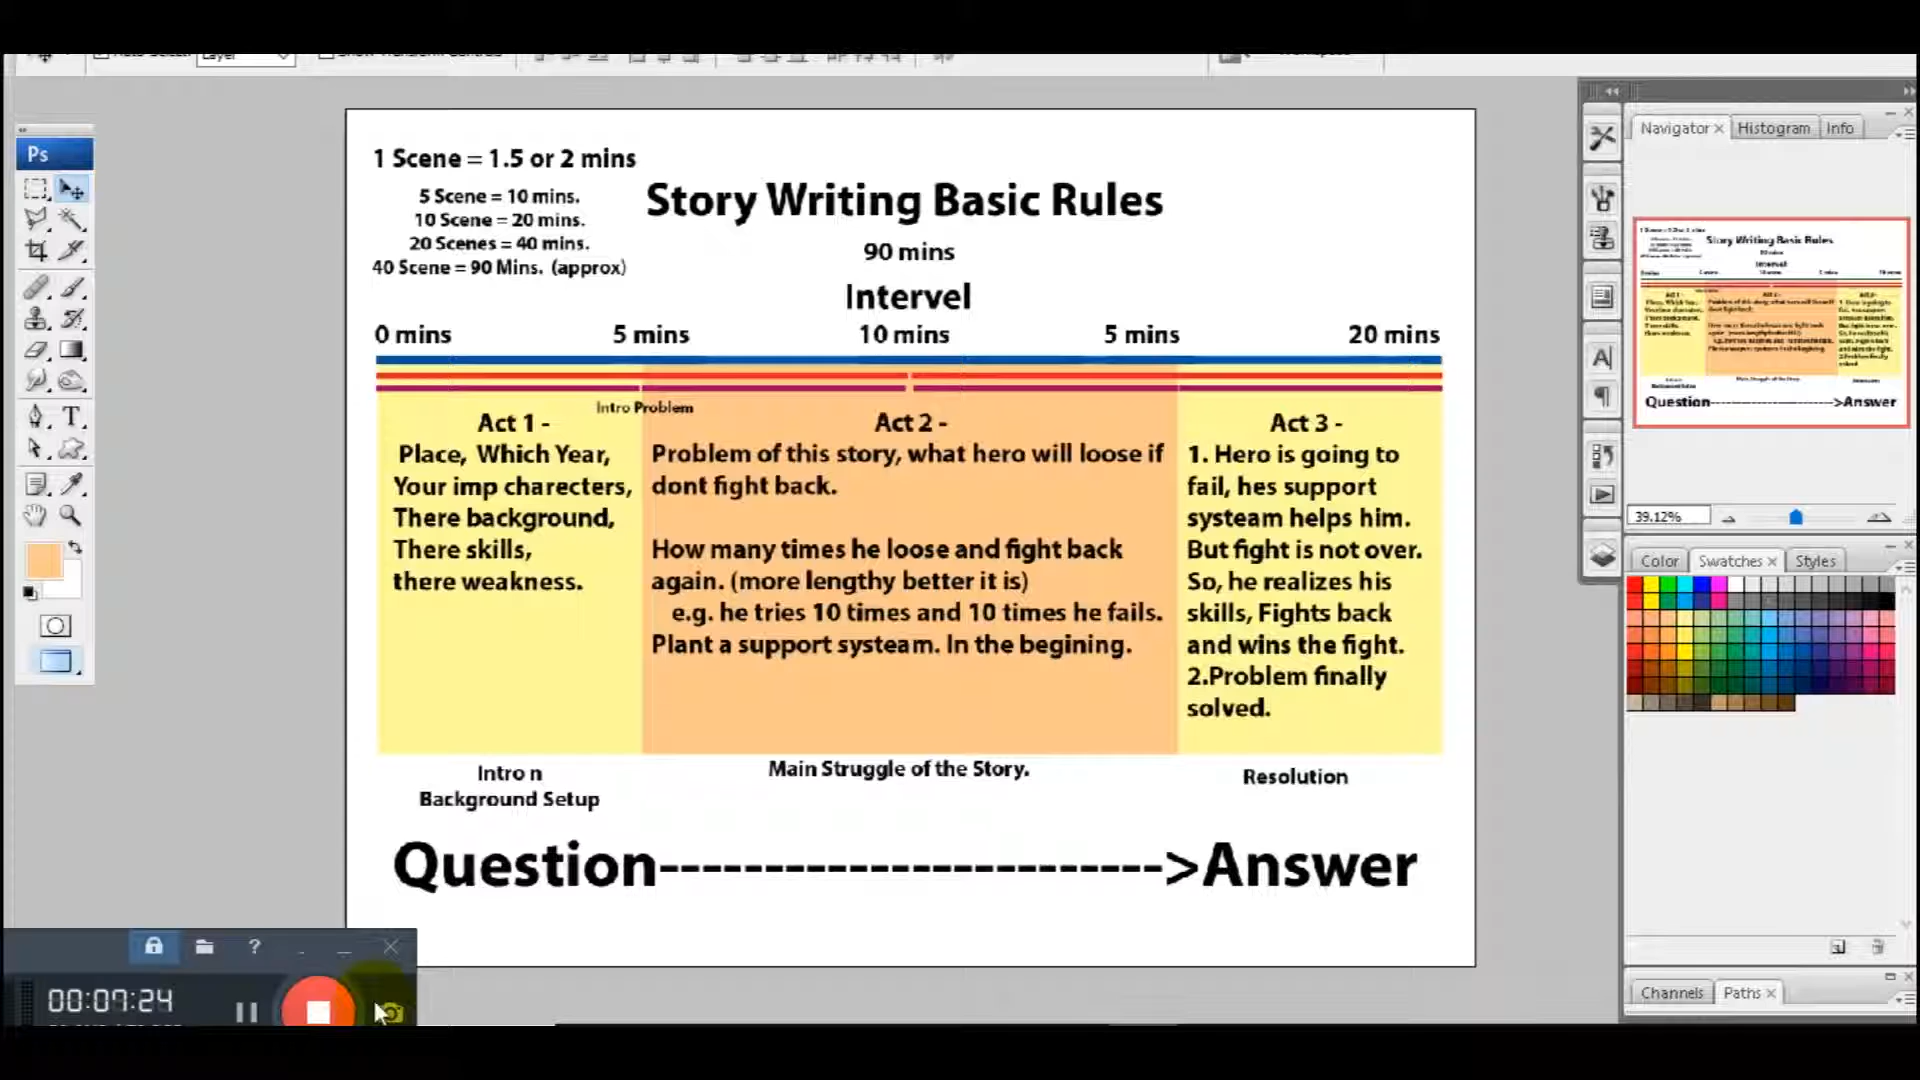 Layer
Ps
1 Scene = 1.5 or 2 mins
5 Scene = 10 mins.
10 Scene = 20 mins.
20 Scenes = 40 mins.
40 Scene = 90 Mins. (approx)
Story Writing Basic Rules
90 mins
Intervel
0 mins 5 mins 10 mins 5 mins 20 mins
Intro Problem
Act 1 -
Place, Which Year,
Your imp charecters,
There background,
There skills,
there weakness.
Act 2 -
Problem of this story, what hero will loose if
dont fight back.
How many times he loose and fight back
again. (more lengthy better it is)
e.g. he tries 10 times and 10 times he fails.
Plant a support systeam. In the begining.
Act 3 -
1. Hero is going to
fail, hes support
systeam helps him.
But fight is not over.
So, he realizes his
skills, Fights back
and wins the fight.
2.Problem finally
solved.
Intro n
Background Setup
Main Struggle of the Story.
Resolution
Question------------------------>Answer
Navigator Histogram Info
Story Writing Basic Rules
Question------------------------>Answer
39.12%
Color Swatches Styles
Channels Paths
00:07:24